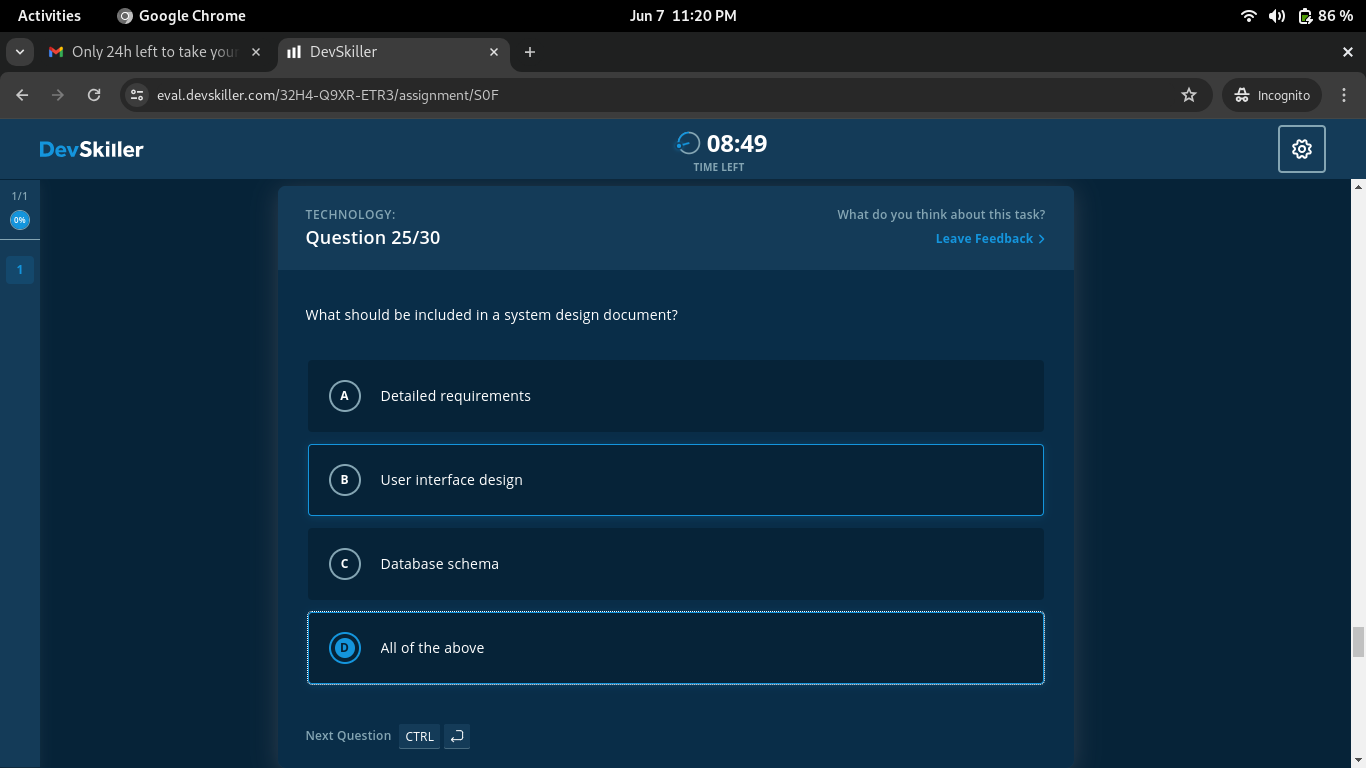 Activities Google Chrome Jun 7 11:20 PM 86 %
Only 24h left to take your DevSkiller
eval.devskiller.com/32H4-Q9XR-ETR3/assignment/S0F Incognito
DevSkiller 08:49
TIME LEFT
1/1
0%
1
TECHNOLOGY: What do you think about this task?
Question 25/30 Leave Feedback
What should be included in a system design document?
A Detailed requirements
B User interface design
C Database schema
D All of the above
Next Question CTRL